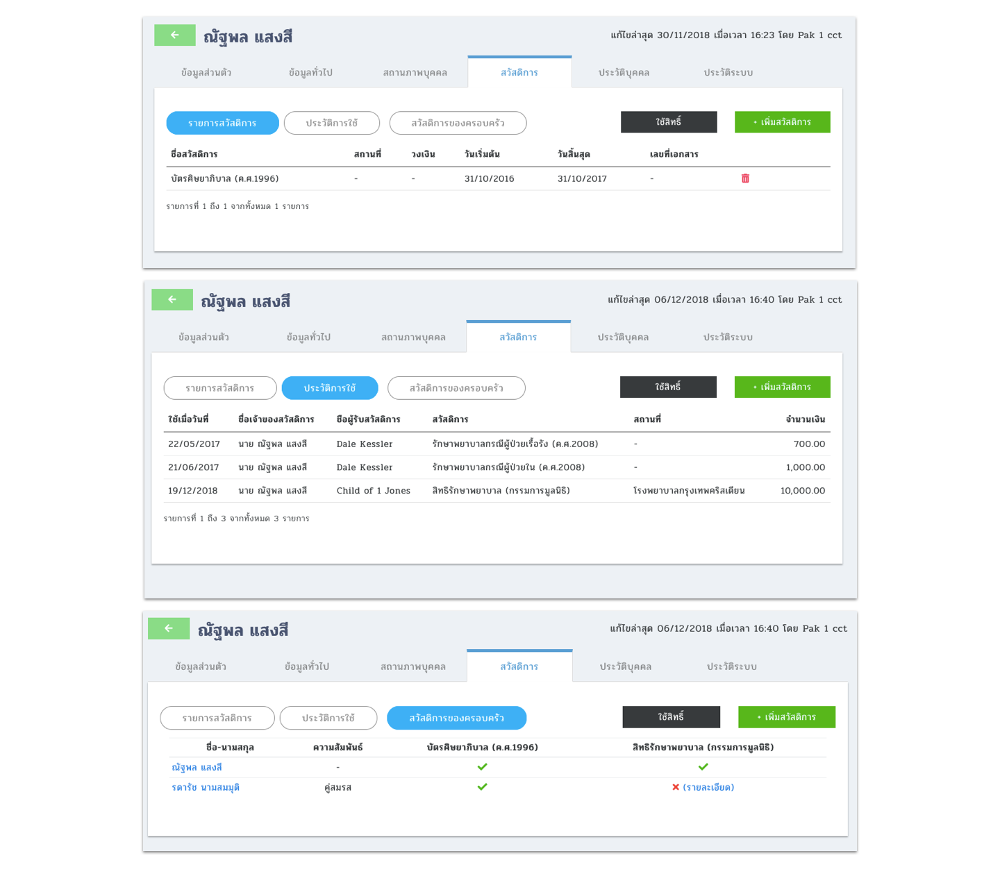 ณัฐพล แสงสี แก้ไขล่าสุด 30/11/2018 เมื่อเวลา 16:23 โดย Pak 1 cct
ข้อมูลส่วนตัว ข้อมูลทั่วไป สถานภาพบุคคล สวัสดิการ ประวัติบุคคล ประวัติระบบ
รายการสวัสดิการ ประวัติการใช้ สวัสดิการของครอบครัว ใช้สิทธิ์ + เพิ่มสวัสดิการ
ชื่อสวัสดิการ สถานที่ วงเงิน วันเริ่มต้น วันสิ้นสุด เลขที่เอกสาร
บัตรศิษยาภิบาล (ค.ศ.1996) - - 31/10/2016 31/10/2017 -
รายการที่ 1 ถึง 1 จากทั้งหมด 1 รายการ
ณัฐพล แสงสี แก้ไขล่าสุด 06/12/2018 เมื่อเวลา 16:40 โดย Pak 1 cct
ข้อมูลส่วนตัว ข้อมูลทั่วไป สถานภาพบุคคล สวัสดิการ ประวัติบุคคล ประวัติระบบ
รายการสวัสดิการ ประวัติการใช้ สวัสดิการของครอบครัว ใช้สิทธิ์ + เพิ่มสวัสดิการ
ใช้เมื่อวันที่ ชื่อเจ้าของสวัสดิการ ชือผู้รับสวัสดิการ สวัสดิการ สถานที่ จำนวนเงิน
22/05/2017 นาย ณัฐพล แสงสี Dale Kessler รักษาพยาบาลกรณีผู้ป่วยเรื้อรัง (ค.ศ.2008) - 700.00
21/06/2017 นาย ณัฐพล แสงสี Dale Kessler รักษาพยาบาลกรณีผู้ป่วยใน (ค.ศ.2008) - 1,000.00
19/12/2018 นาย ณัฐพล แสงสี Child of 1 Jones สิทธิรักษาพยาบาล (กรรมการมูลนิธิ) โรงพยาบาลกรุงเทพคริสเตียน 10,000.00
รายการที่ 1 ถึง 3 จากทั้งหมด 3 รายการ
ณัฐพล แสงสี แก้ไขล่าสุด 06/12/2018 เมื่อเวลา 16:40 โดย Pak 1 cct
ข้อมูลส่วนตัว ข้อมูลทั่วไป สถานภาพบุคคล สวัสดิการ ประวัติบุคคล ประวัติระบบ
รายการสวัสดิการ ประวัติการใช้ สวัสดิการของครอบครัว ใช้สิทธิ์ + เพิ่มสวัสดิการ
ชื่อ-นามสกุล ความสัมพันธ์ บัตรศิษยาภิบาล (ค.ศ.1996) สิทธิรักษาพยาบาล (กรรมการมูลนิธิ)
ณัฐพล แสงสี -
รดารัช นามสมมุติ คู่สมรส (รายละเอียด)